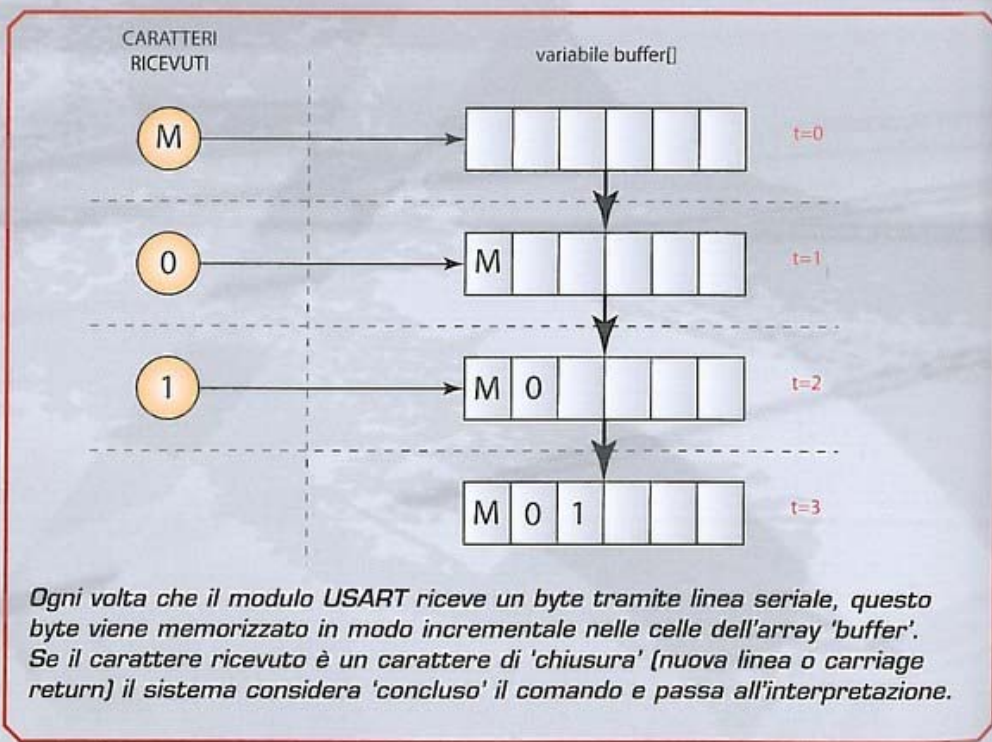 CARATTERI
RICEVUTI
variabile buffer[]
M
t=0
0
M
t=1
1
M 0
t=2
M 0 1
t=3
Ogni volta che il modulo USART riceve un byte tramite linea seriale, questo
byte viene memorizzato in modo incrementale nelle celle dell'array 'buffer'.
Se il carattere ricevuto è un carattere di 'chiusura' (nuova linea o carriage
return) il sistema considera 'concluso' il comando e passa all'interpretazione.